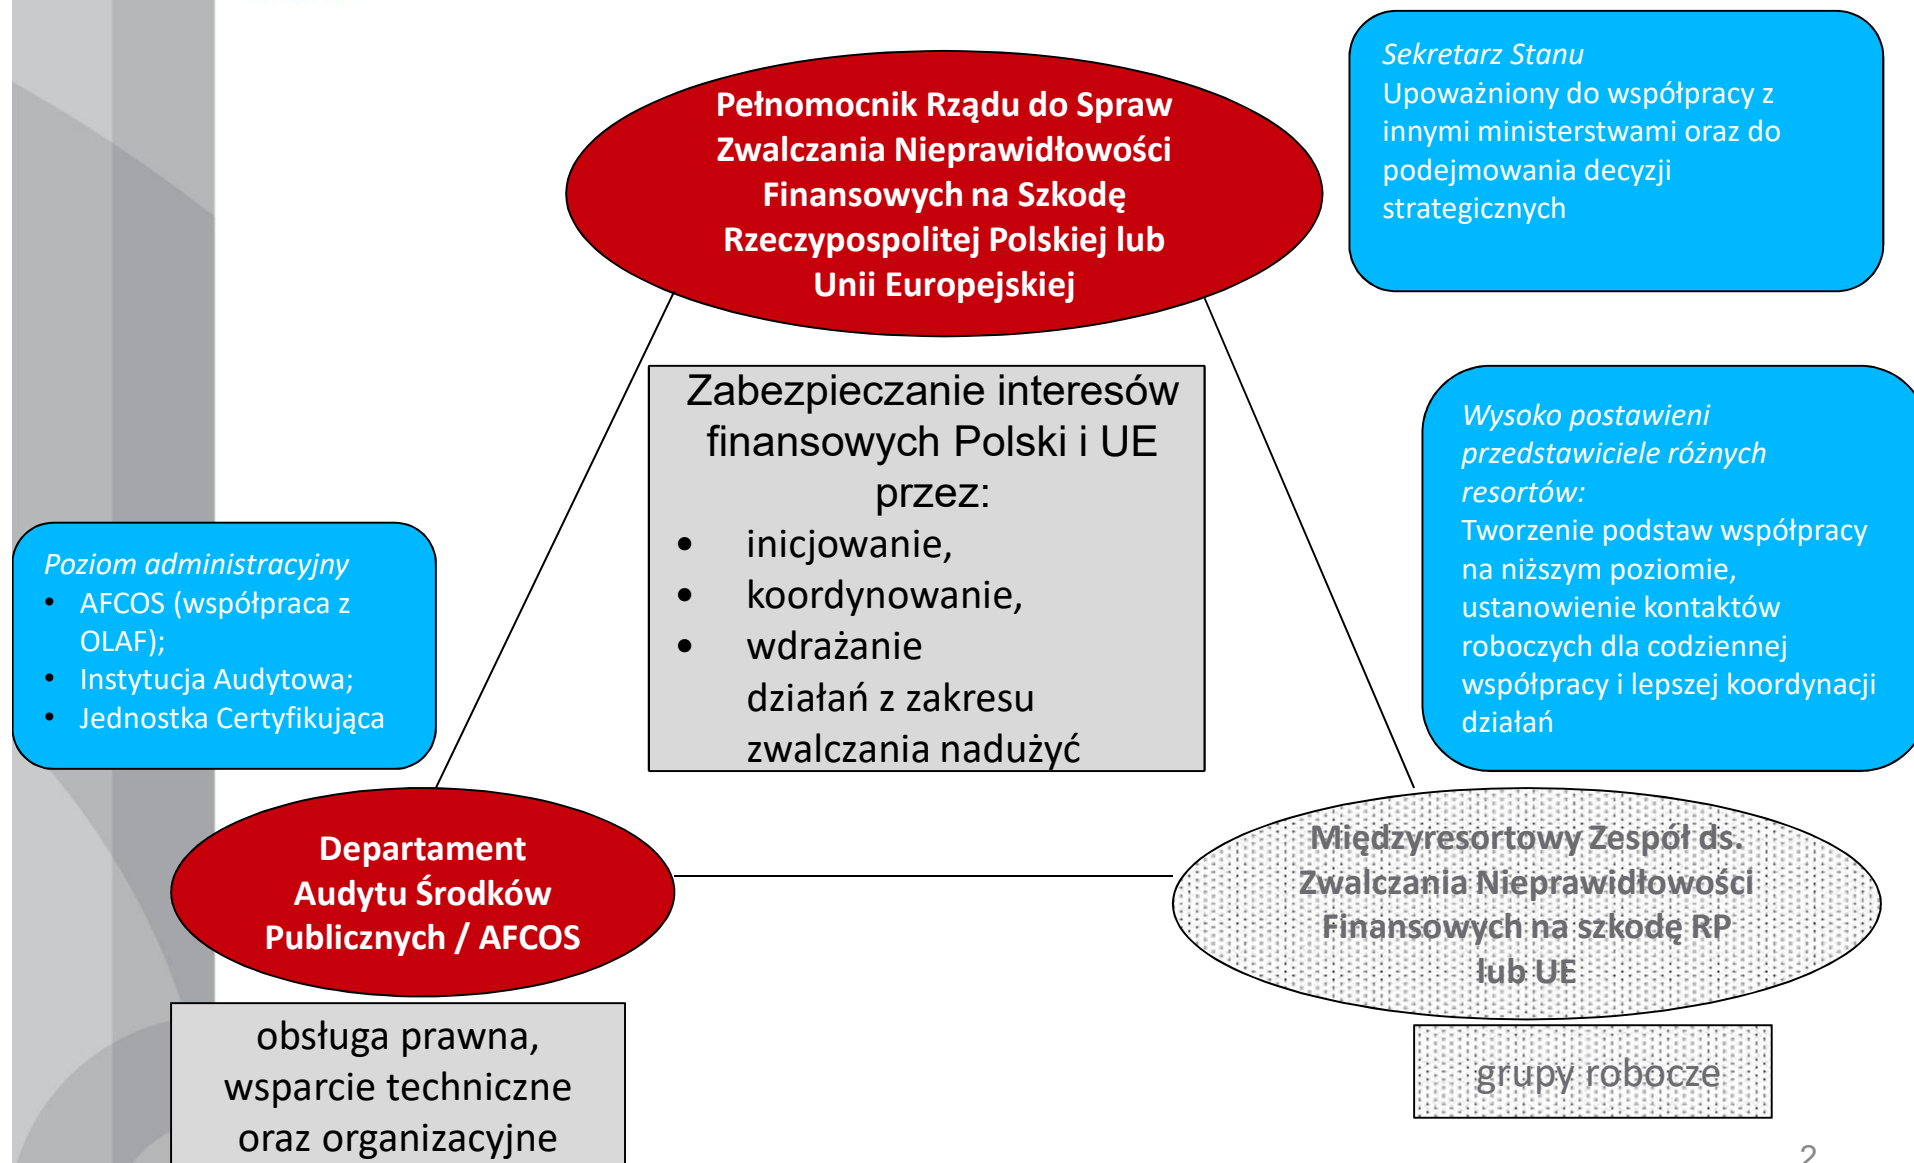 Pełnomocnik Rządu do Spraw
Zwalczania Nieprawidłowości
Finansowych na Szkodę
Rzeczypospolitej Polskiej lub
Unii Europejskiej
Sekretarz Stanu
Upoważniony do współpracy z
innymi ministerstwami oraz do
podejmowania decyzji
strategicznych
Zabezpieczanie interesów
finansowych Polski i UE
przez:
• inicjowanie,
• koordynowanie,
• wdrażanie
działań z zakresu
zwalczania nadużyć
Wysoko postawieni
przedstawiciele różnych
resortów:
Tworzenie podstaw współpracy
na niższym poziomie,
ustanowienie kontaktów
roboczych dla codziennej
współpracy i lepszej koordynacji
działań
Poziom administracyjny
• AFCOS (współpraca z
OLAF);
• Instytucja Audytowa;
• Jednostka Certyfikująca
Departament
Audytu Środków
Publicznych / AFCOS
Międzyresortowy Zespół ds.
Zwalczania Nieprawidłowości
Finansowych na szkodę RP
lub UE
obsługa prawna,
wsparcie techniczne
oraz organizacyjne
grupy robocze
2